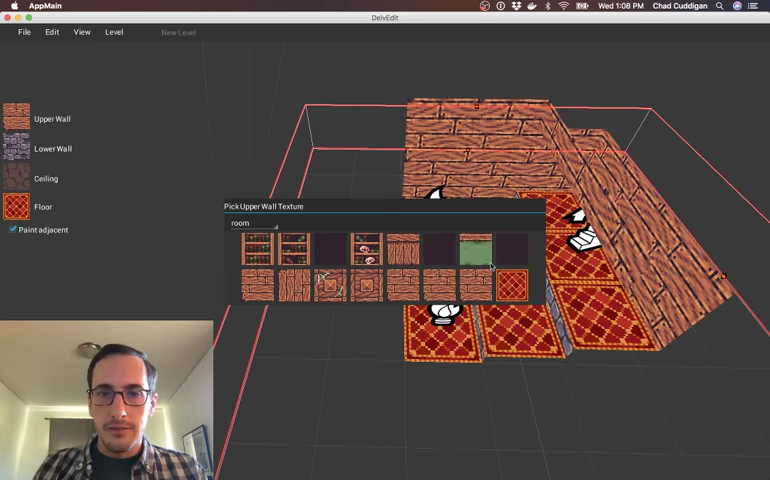 AppMain
Wed 1:08 PM Chad Cuddigan
DelvEdit
File Edit View Level New Level
Upper Wall
Lower Wall
Ceiling
Floor
Paint adjacent
Pick Upper Wall Texture
room